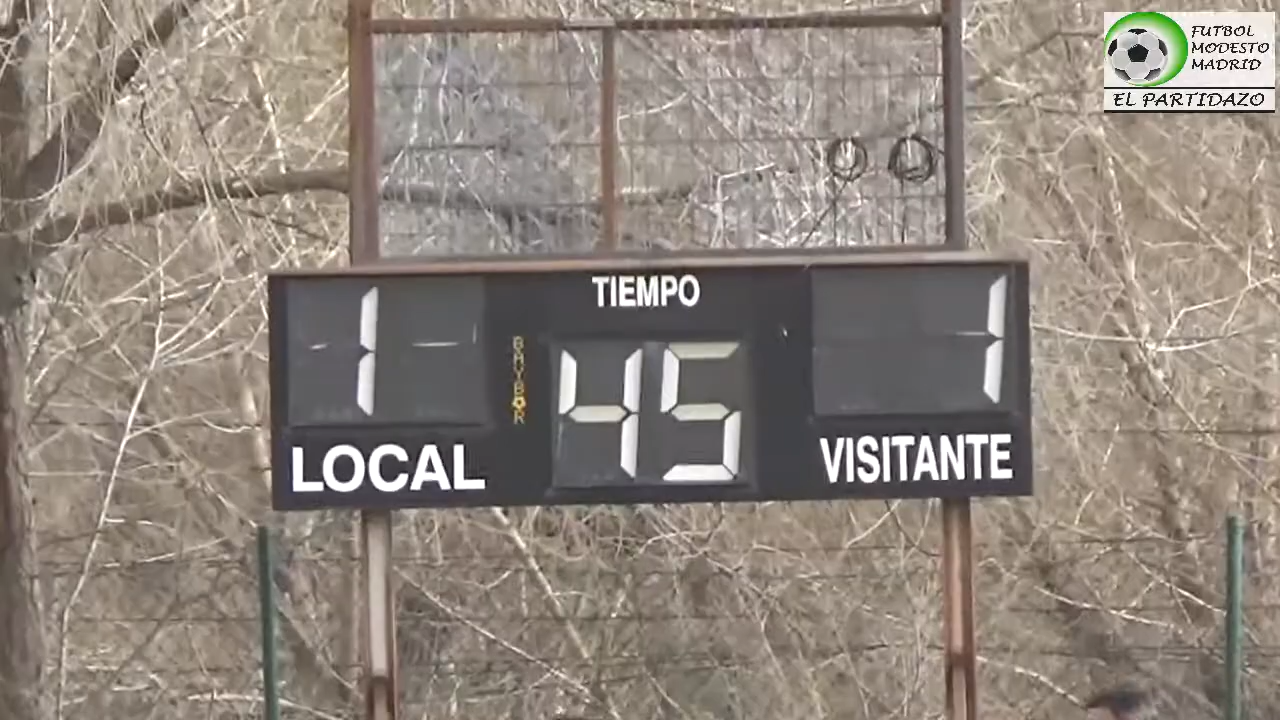 FUTBOL
MODESTO
MADRID
EL PARTIDAZO
TIEMPO
1 45 1
LOCAL VISITANTE